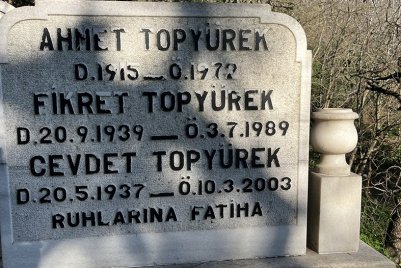 AHMET TOPYÜREK
D.1915 — Ö.1972
FİKRET TOPYÜREK
D.20.9.1939 — Ö.3.7.1989
CEVDET TOPYÜREK
D.20.5.1937 — Ö.10.3.2003
RUHLARINA FATİHA